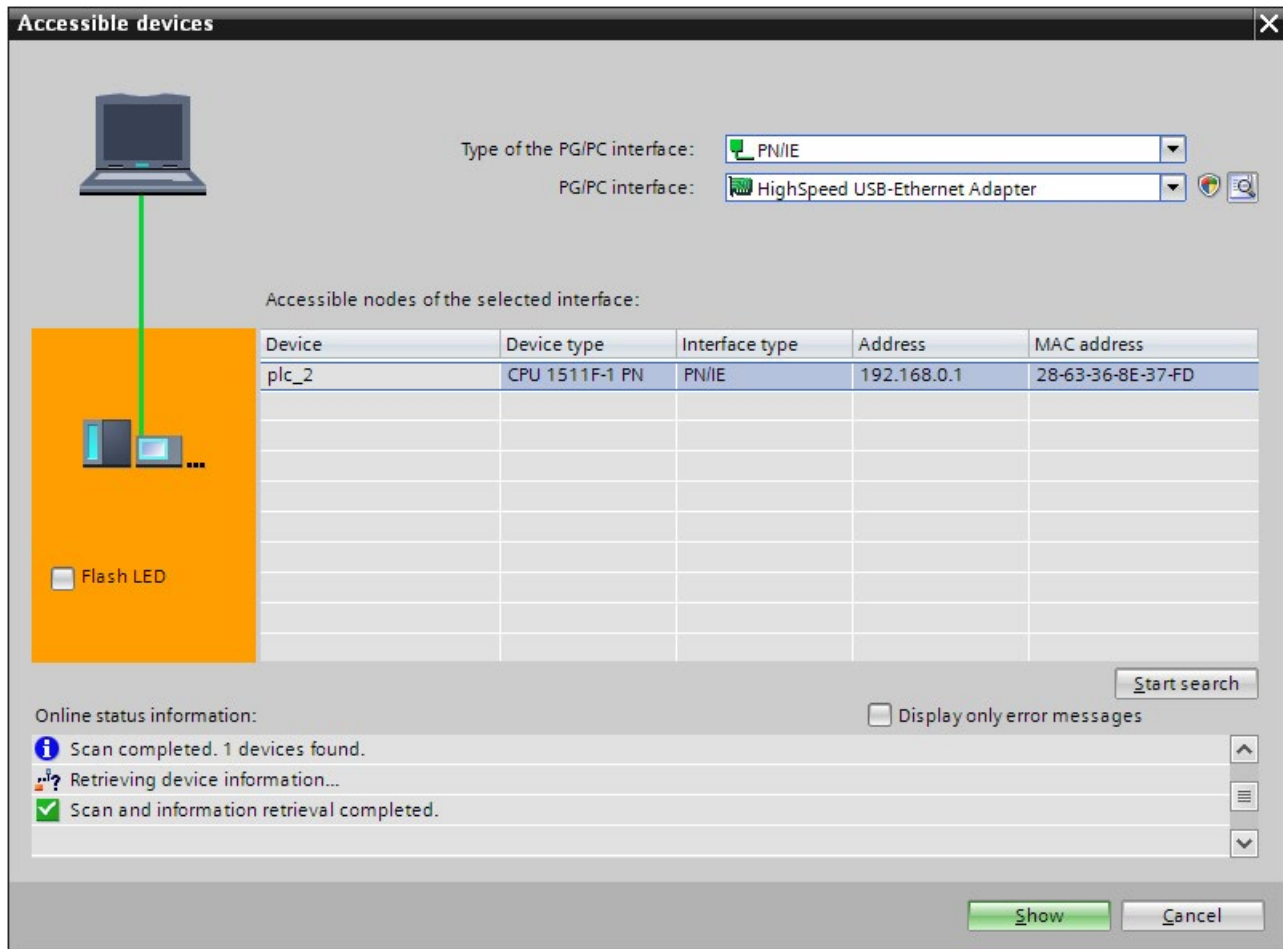 Accessible devices
Type of the PG/PC interface: PN/IE
PG/PC interface: HighSpeed USB-Ethernet Adapter
Accessible nodes of the selected interface:
Device Device type Interface type Address MAC address
plc_2 CPU 1511F-1 PN PN/IE 192.168.0.1 28-63-36-8E-37-FD
Flash LED
Start search
Online status information: Display only error messages
Scan completed. 1 devices found.
Retrieving device information...
Scan and information retrieval completed.
Show Cancel